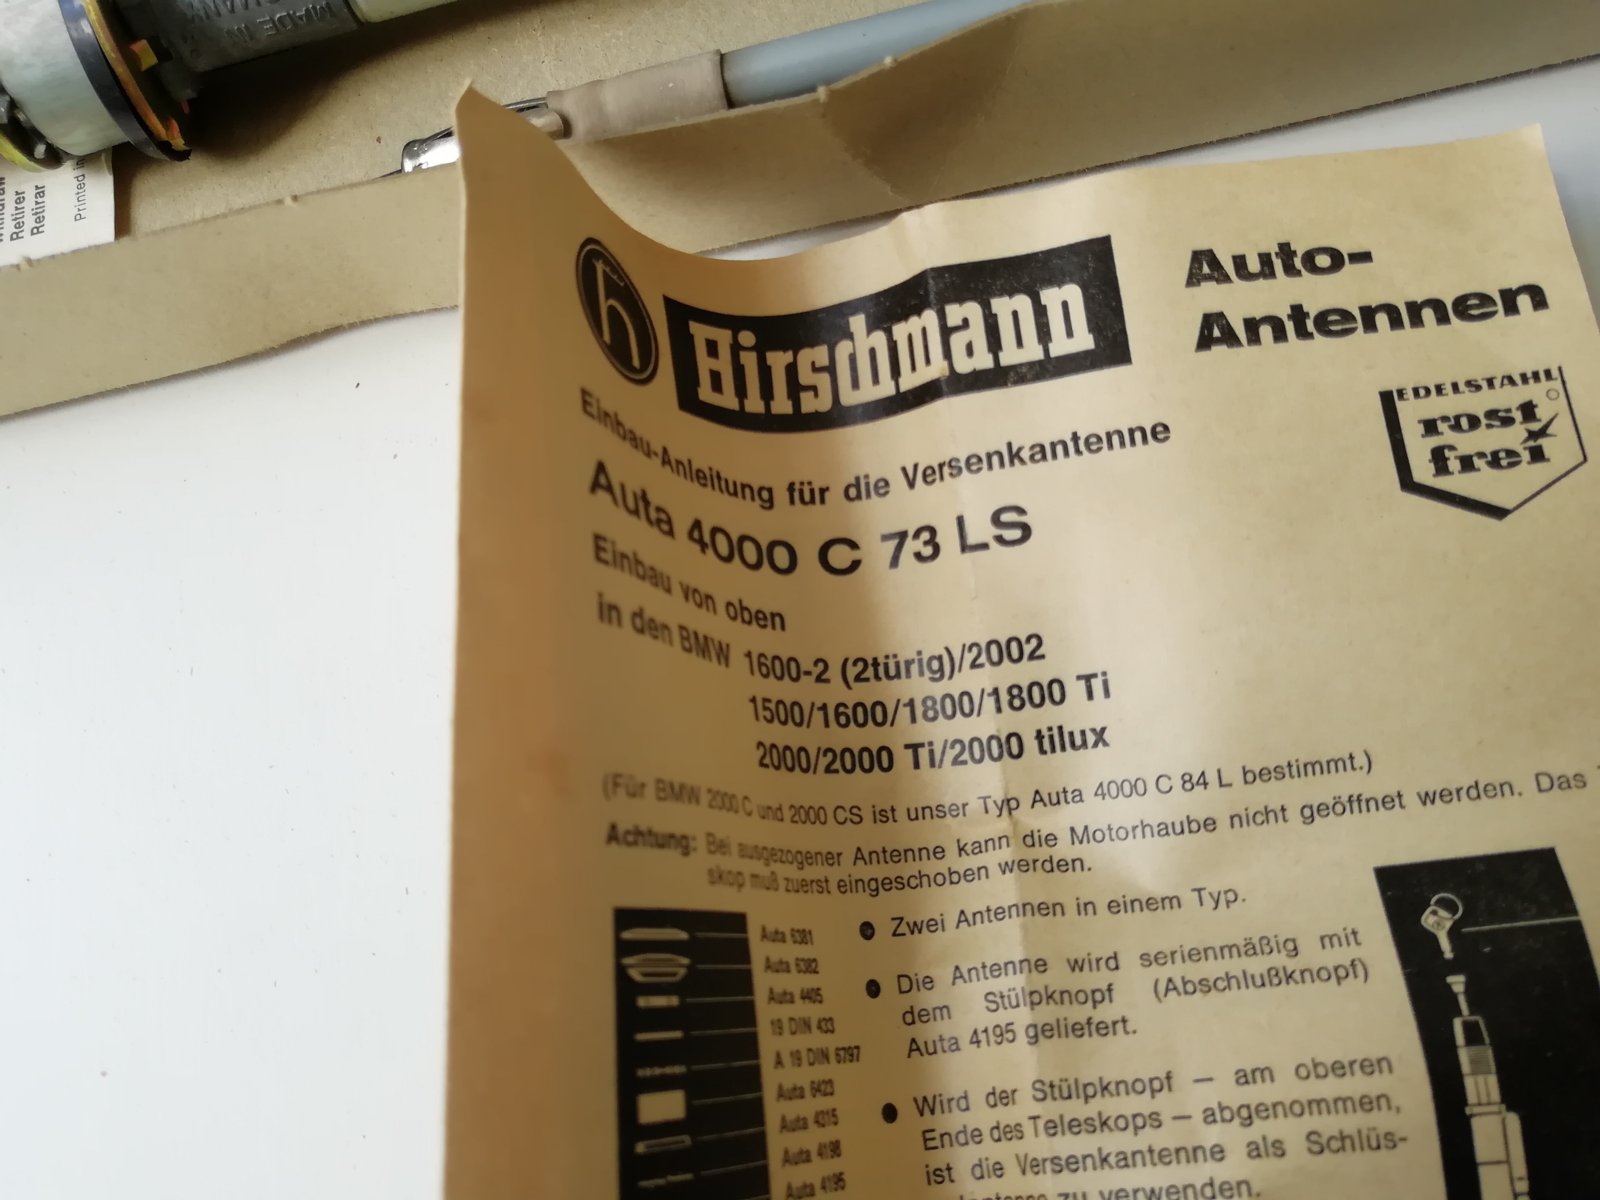 MADE IN
Retirer
Retirar
Printed in
h
Hirschmann
Auto-
Antennen
EDELSTAHL
rost
frei
Einbau-Anleitung für die Versenkantenne
Auta 4000 C 73 LS
Einbau von oben
in den BMW 1600-2 (2türig)/2002
1500/1600/1800/1800 Ti
2000/2000 Ti/2000 tilux
(Für BMW 2000 C und 2000 CS ist unser Typ Auta 4000 C 84 L bestimmt.)
Achtung: Bei ausgezogener Antenne kann die Motorhaube nicht geöffnet werden. Das
skop muß zuerst eingeschoben werden.
Auta 6381
Auta 6382
Auta 4405
19 DIN 433
A 19 DIN 6797
Auta 6423
Auta 4315
Auta 4198
Auta 4195
● Zwei Antennen in einem Typ.
● Die Antenne wird serienmäßig mit
dem Stülpknopf (Abschlußknopf)
Auta 4195 geliefert.
● Wird der Stülpknopf – am oberen
Ende des Teleskops – abgenommen,
ist die Versenkantenne als Schlüs-
zu verwenden.